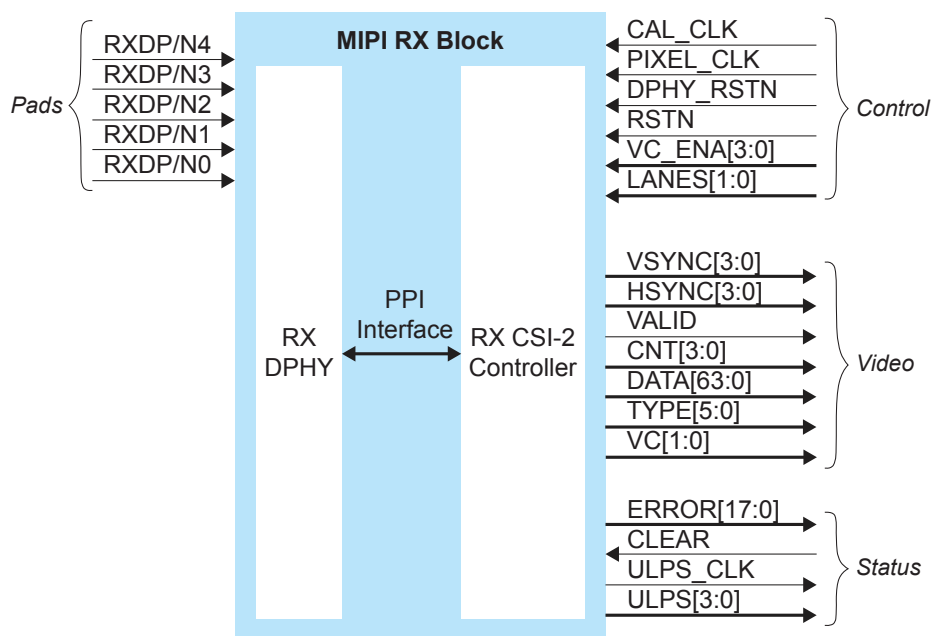 MIPI RX Block
Pads
RXDP/N4
RXDP/N3
RXDP/N2
RXDP/N1
RXDP/N0
RX
DPHY
PPI
Interface
RX CSI-2
Controller
CAL_CLK
PIXEL_CLK
DPHY_RSTN
RSTN
VC_ENA[3:0]
LANES[1:0]
Control
VSYNC[3:0]
HSYNC[3:0]
VALID
CNT[3:0]
DATA[63:0]
TYPE[5:0]
VC[1:0]
Video
ERROR[17:0]
CLEAR
ULPS_CLK
ULPS[3:0]
Status